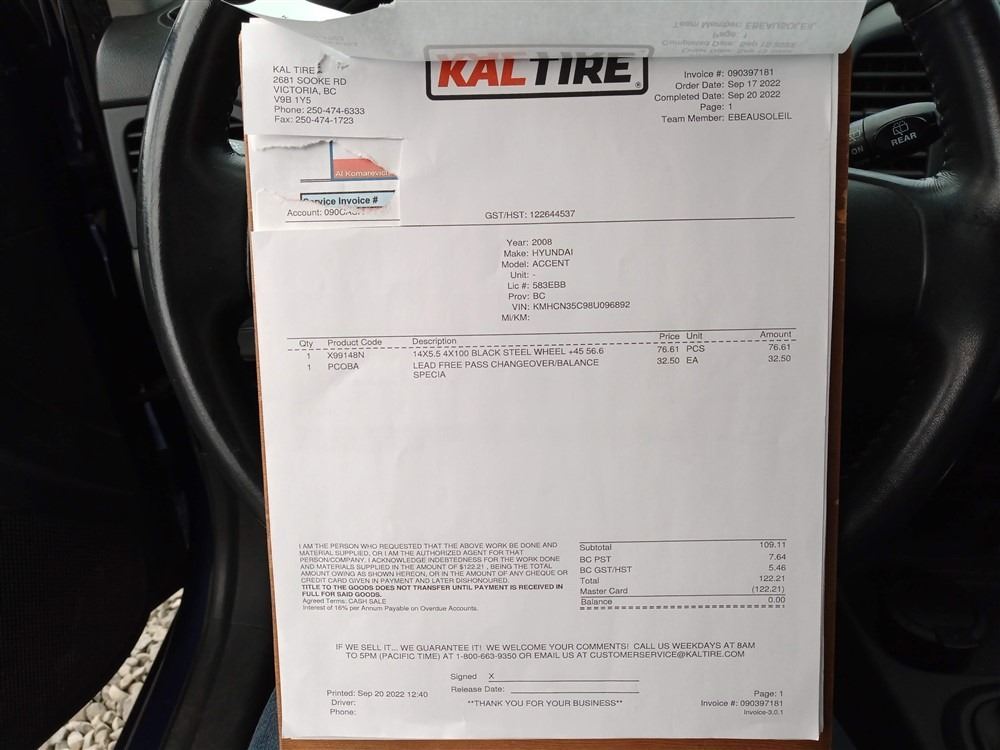 Team Member: EBEAUSOLEIL
Page: 1
KAL TIRE
2681 SOOKE RD
VICTORIA, BC
V9B 1Y5
Phone: 250-474-6333
Fax: 250-474-1723
KAL TIRE
Invoice #: 090397181
Order Date: Sep 17 2022
Completed Date: Sep 20 2022
Page: 1
Team Member: EBEAUSOLEIL
REAR
ON
Al Komarevich
Service Invoice #
Account:
GST/HST: 122644537
Year: 2008
Make: HYUNDAI
Model: ACCENT
Unit: -
Lic #: 583EBB
Prov: BC
VIN: KMHCN35C98U096892
Mi/KM:
Qty Product Code Description Price Unit Amount
1 X99148N 14X5.5 4X100 BLACK STEEL WHEEL +45 56.6 76.61 PCS 76.61
1 PCOBA LEAD FREE PASS CHANGEOVER/BALANCE 32.50 EA 32.50
SPECIA
I AM THE PERSON WHO REQUESTED THAT THE ABOVE WORK BE DONE AND
MATERIAL SUPPLIED, OR I AM THE AUTHORIZED AGENT FOR THAT
PERSON/COMPANY. I ACKNOWLEDGE INDEBTEDNESS FOR THE WORK DONE
AND MATERIALS SUPPLIED IN THE AMOUNT OF $122.21 , BEING THE TOTAL
AMOUNT OWING AS SHOWN HEREON, OR IN THE AMOUNT OF ANY CHEQUE OR
CREDIT CARD GIVEN IN PAYMENT AND LATER DISHONOURED.
TITLE TO THE GOODS DOES NOT TRANSFER UNTIL PAYMENT IS RECEIVED IN
FULL FOR SAID GOODS.
Agreed Terms: CASH SALE
Interest of 16% per Annum Payable on Overdue Accounts.
Subtotal 109.11
BC PST 7.64
BC GST/HST 5.46
Total 122.21
Master Card (122.21)
Balance 0.00
IF WE SELL IT... WE GUARANTEE IT! WE WELCOME YOUR COMMENTS! CALL US WEEKDAYS AT 8AM
TO 5PM (PACIFIC TIME) AT 1-800-663-9350 OR EMAIL US AT CUSTOMERSERVICE@KALTIRE.COM
Signed X
Release Date:
Printed: Sep 20 2022 12:40
Driver:
Phone:
**THANK YOU FOR YOUR BUSINESS**
Page: 1
Invoice #: 090397181
Invoice-3.0.1